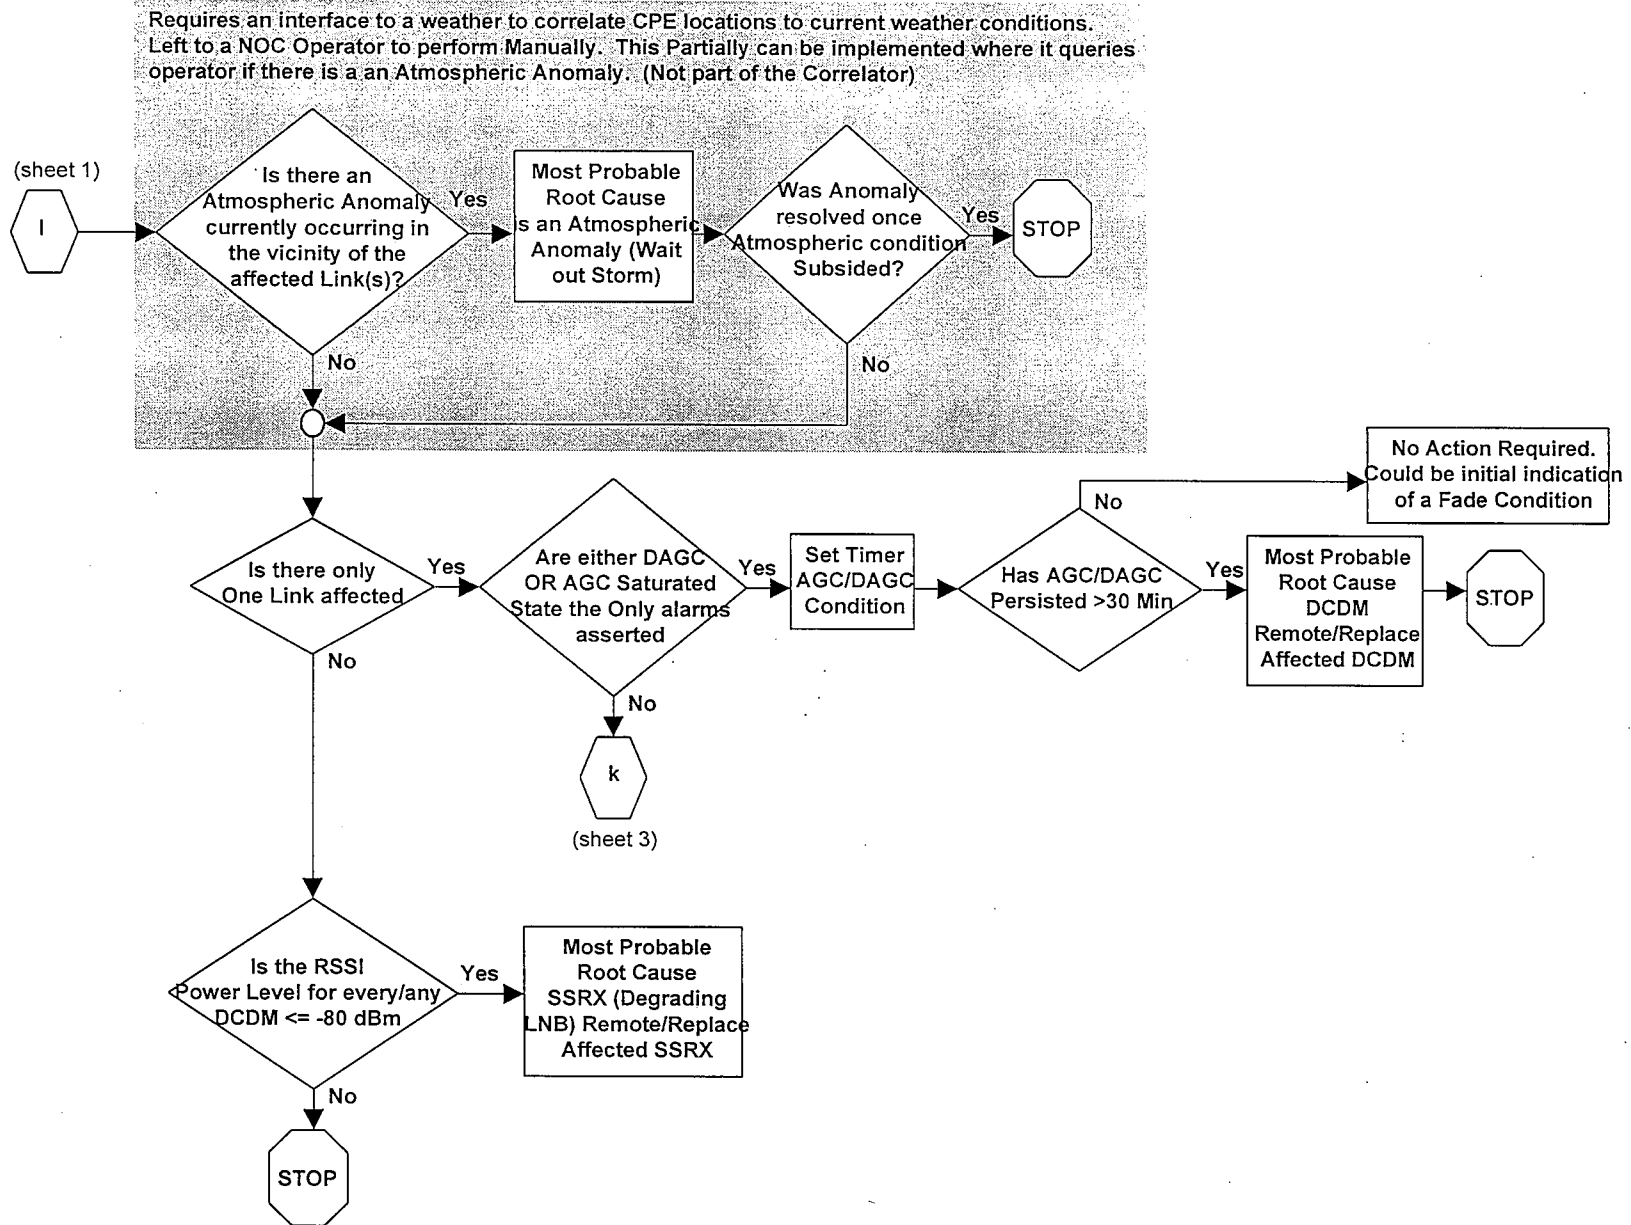 Requires an interface to a weather to correlate CPE locations to current weather conditions.
Left to a NOC Operator to perform Manually. This Partially can be implemented where it queries
operator if there is a an Atmospheric Anomaly. (Not part of the Correlator)
(sheet 1)
I
Is there an
Atmospheric Anomaly
currently occurring in
the vicinity of the
affected Link(s)?
Yes
No
Most Probable
Root Cause
is an Atmospheric
Anomaly (Wait
out Storm)
Was Anomaly
resolved once
Atmospheric condition
Subsided?
Yes
No
STOP
Is there only
One Link affected
Yes
No
Are either DAGC
OR AGC Saturated
State the Only alarms
asserted
Yes
No
k
(sheet 3)
Set Timer
AGC/DAGC
Condition
Has AGC/DAGC
Persisted >30 Min
No
No Action Required.
Could be initial indication
of a Fade Condition
Yes
Most Probable
Root Cause
DCDM
Remote/Replace
Affected DCDM
STOP
Is the RSSI
Power Level for every/any
DCDM <= -80 dBm
Yes
Most Probable
Root Cause
SSRX (Degrading
LNB) Remote/Replace
Affected SSRX
No
STOP